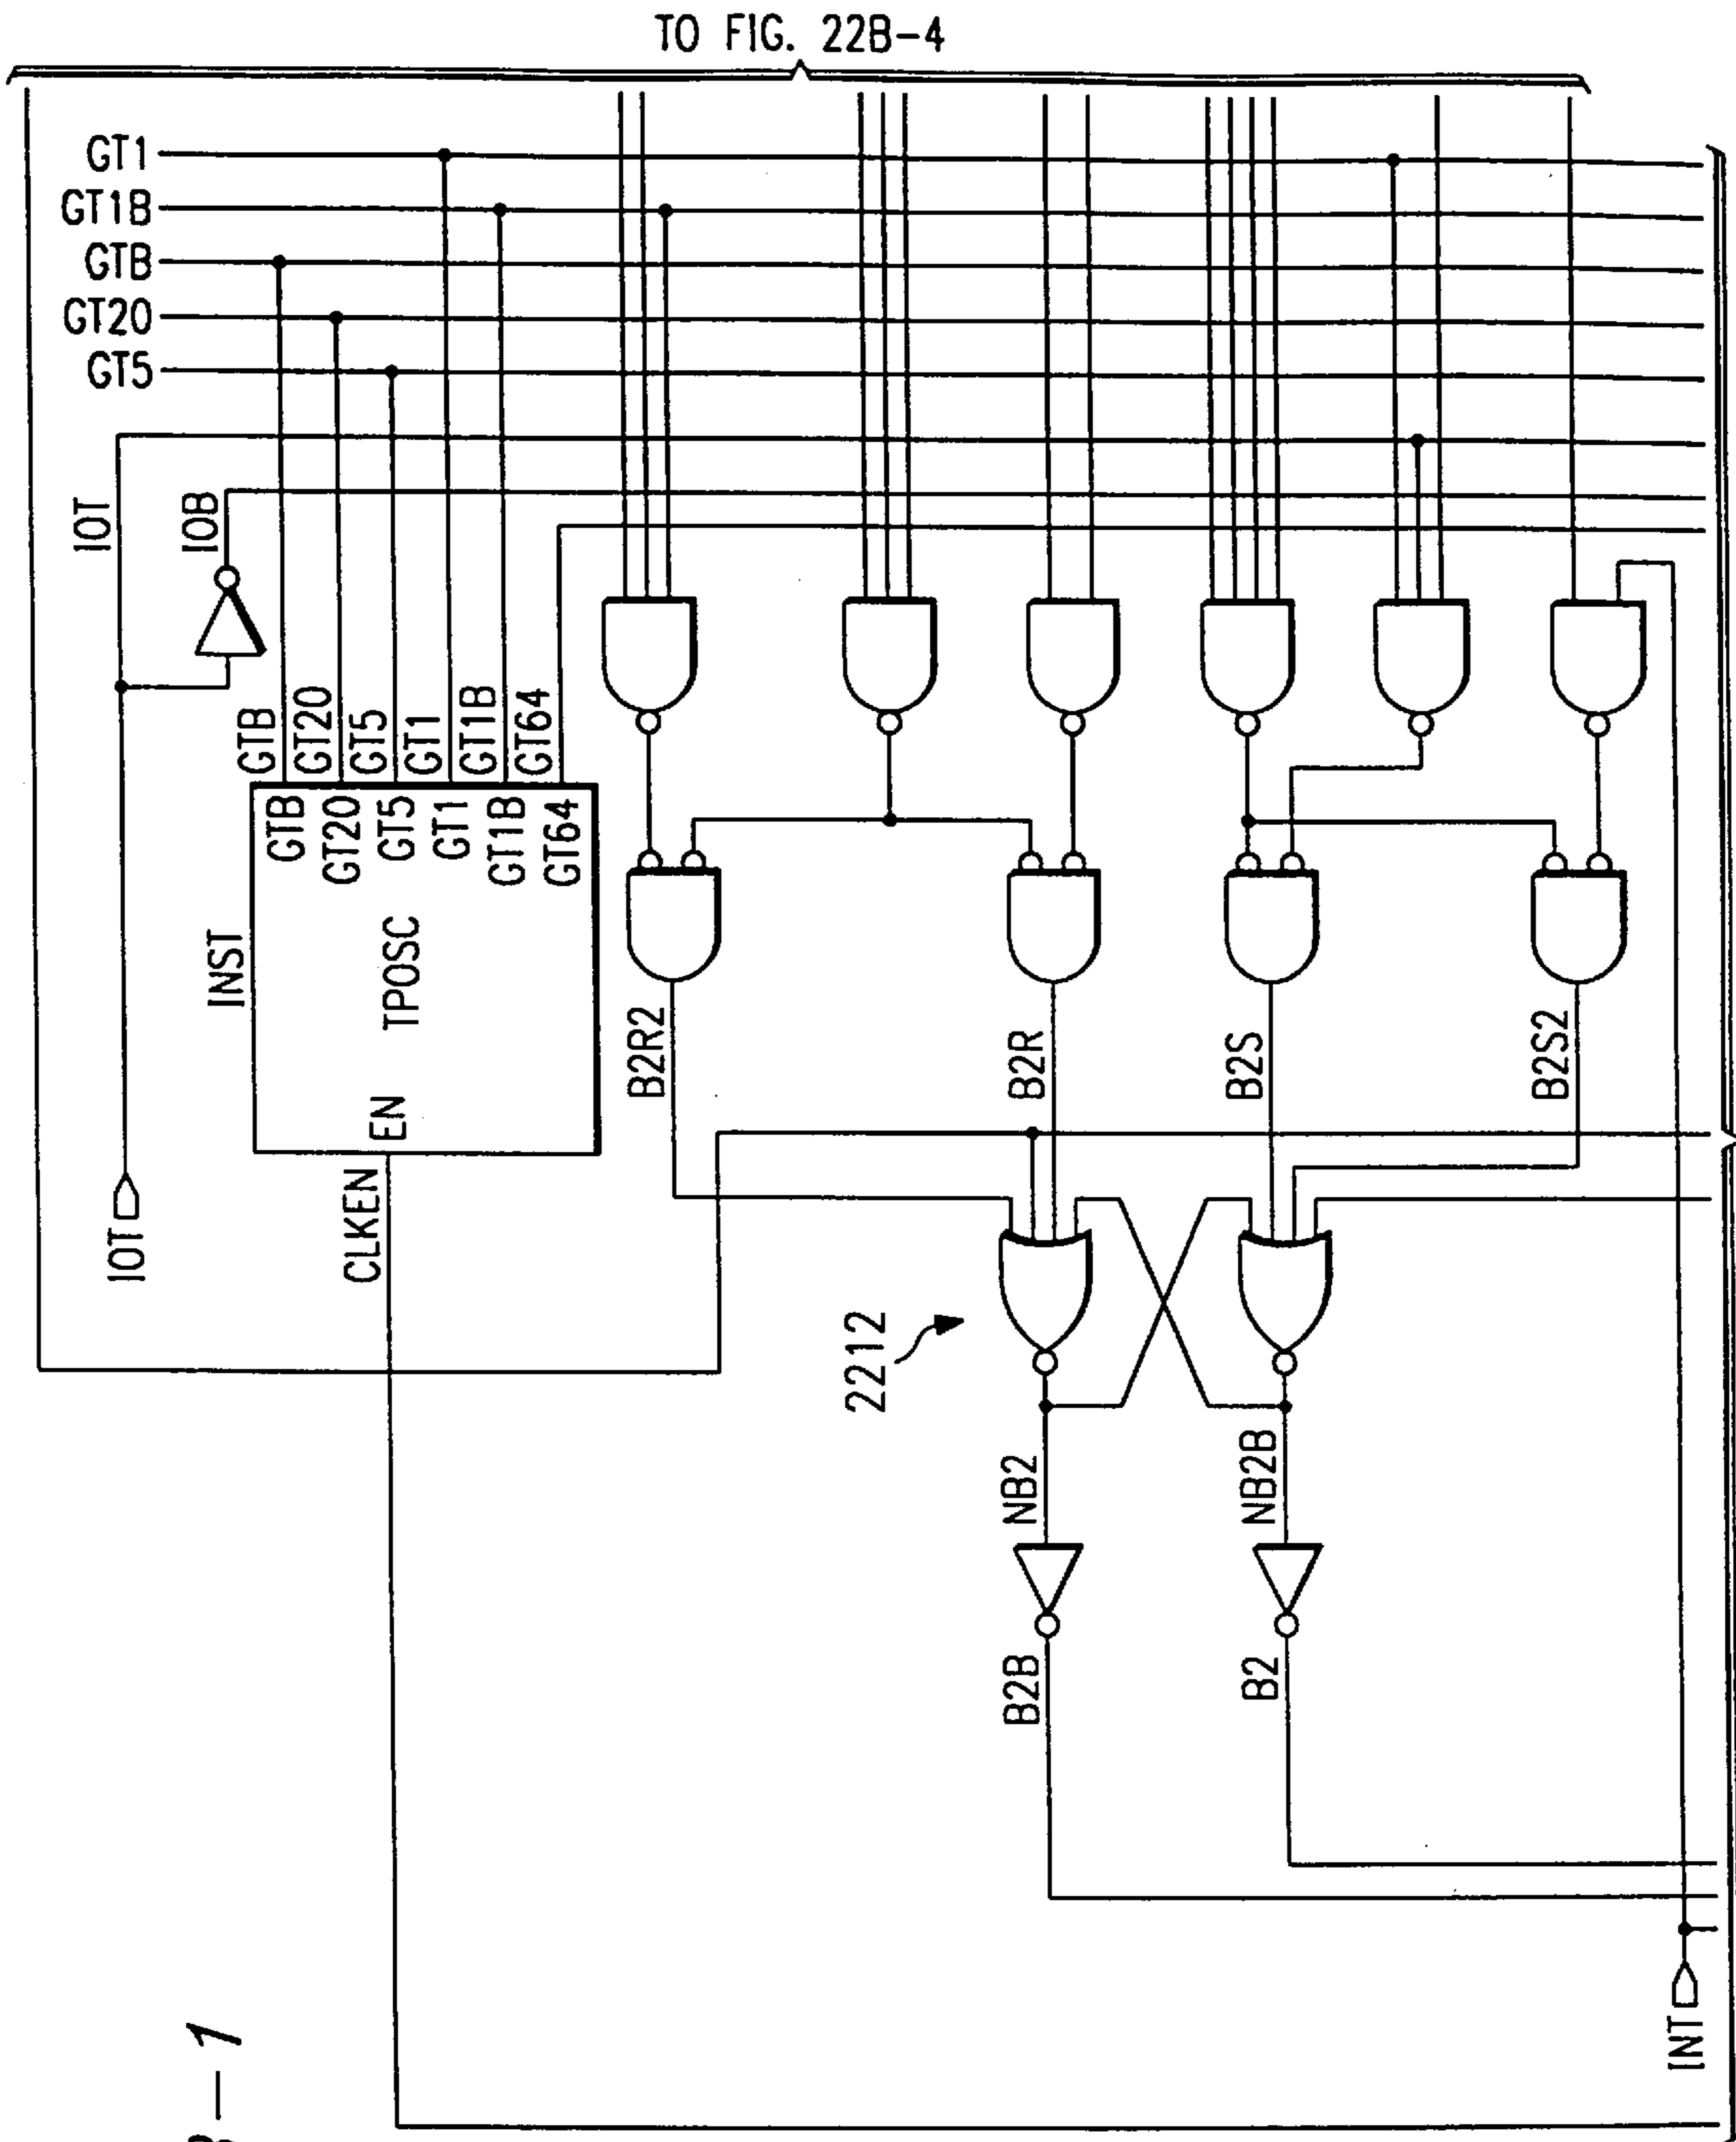 TO FIG. 22B-4
GT1
GT1B
GTB
GT20
GT5
IOT
IOB
GTB
GT20
GT5
GT1
GT1B
GT64
GTB
GT20
GT5
GT1
GT1B
GT64
INST
TPOSC
EN
CLKEN
IOT
B2R2
B2R
B2S
B2S2
2212
NB2
NB2B
B2B
B2
INT
-1